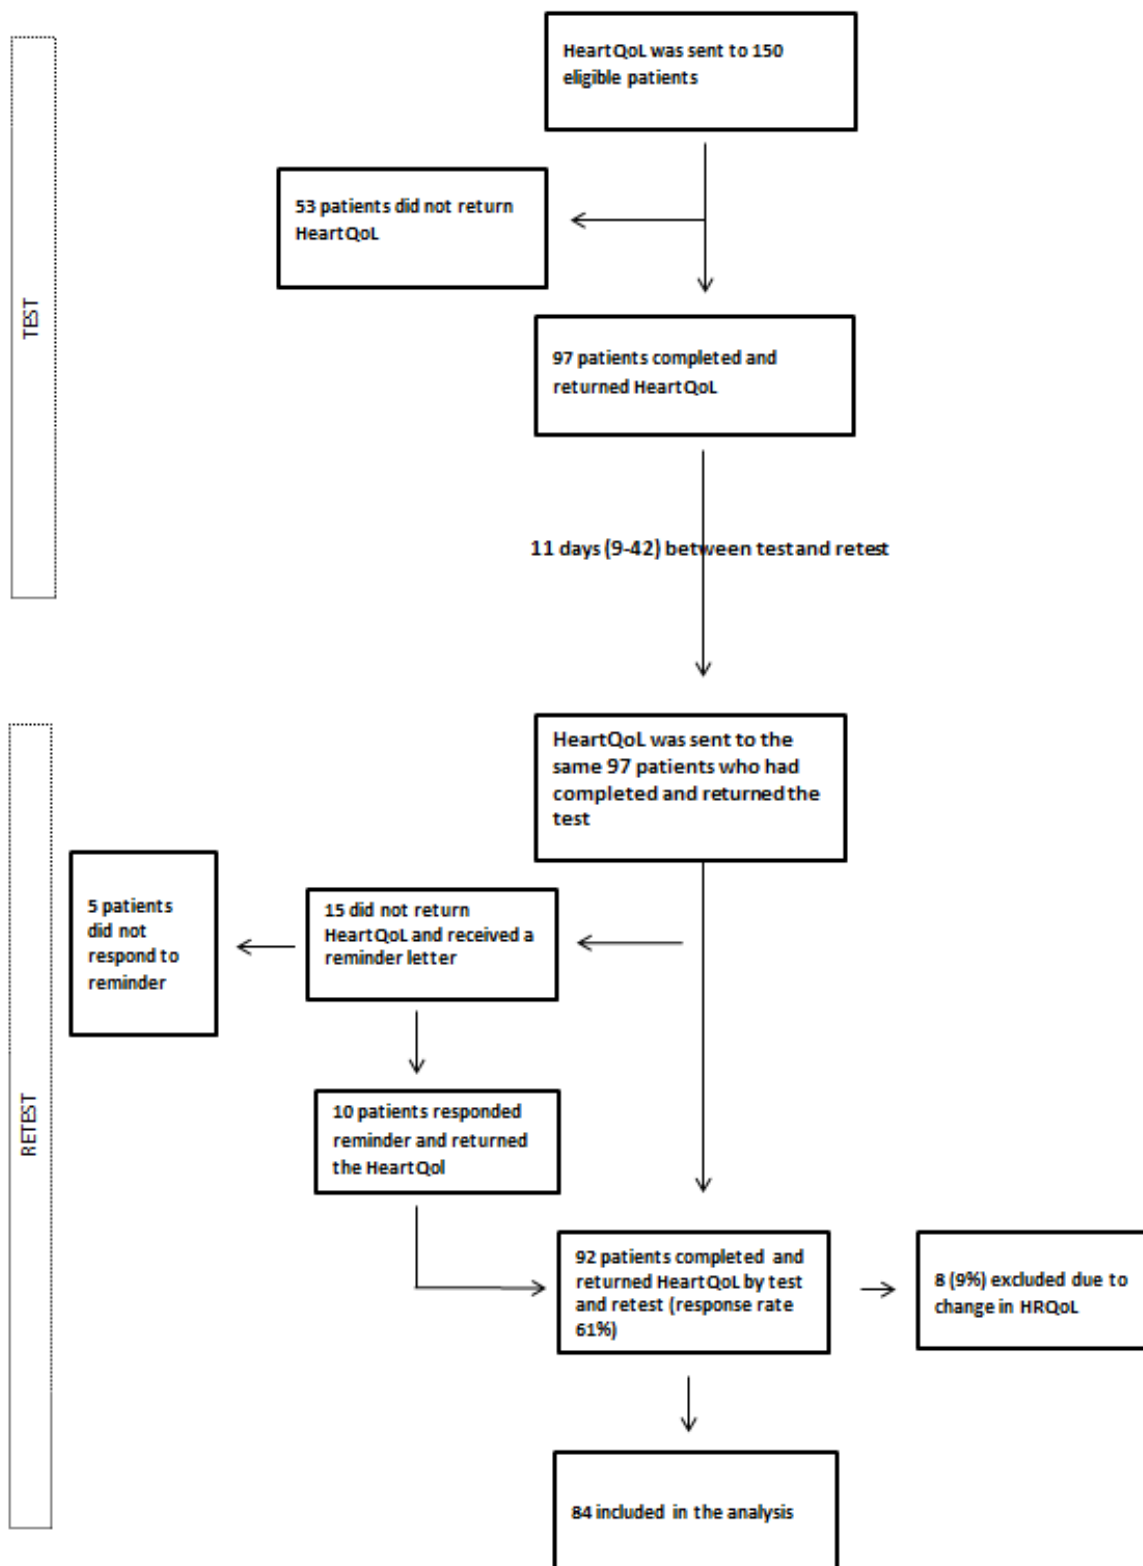 HeartQoL was sent to 150
eligible patients
53 patients did not return
HeartQoL
TEST
97 patients completed and
returned HeartQoL
11 days (9-42) between test and retest
HeartQoL was sent to the
same 97 patients who had
completed and returned the
test
5 patients
did not
respond to
reminder
15 did not return
HeartQoL and received a
reminder letter
RETEST
10 patients responded
reminder and returned
the HeartQol
92 patients completed and
returned HeartQoL by test
and retest (response rate
61%)
8 (9%) excluded due to
change in HRQoL
84 included in the analysis